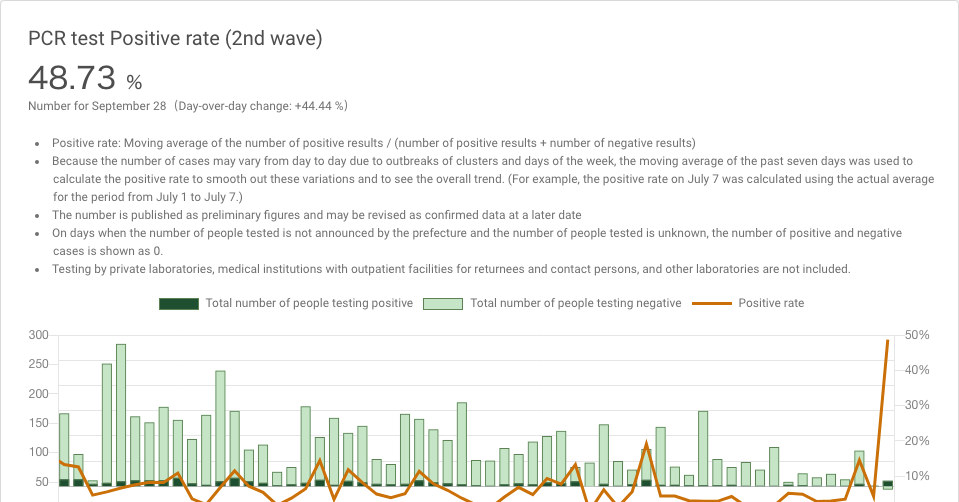 PCR test Positive rate (2nd wave)
48.73 %
Number for September 28 (Day-over-day change: +44.44 %)
• Positive rate: Moving average of the number of positive results / (number of positive results + number of negative results)
• Because the number of cases may vary from day to day due to outbreaks of clusters and days of the week, the moving average of the past seven days was used to
calculate the positive rate to smooth out these variations and to see the overall trend. (For example, the positive rate on July 7 was calculated using the actual average
for the period from July 1 to July 7.)
• The number is published as preliminary figures and may be revised as confirmed data at a later date
• On days when the number of people tested is not announced by the prefecture and the number of people tested is unknown, the number of positive and negative
cases is shown as 0.
• Testing by private laboratories, medical institutions with outpatient facilities for returnees and contact persons, and other laboratories are not included.
Total number of people testing positive Total number of people testing negative Positive rate
300 50%
250
40%
200
30%
150
20%
100
10%
50